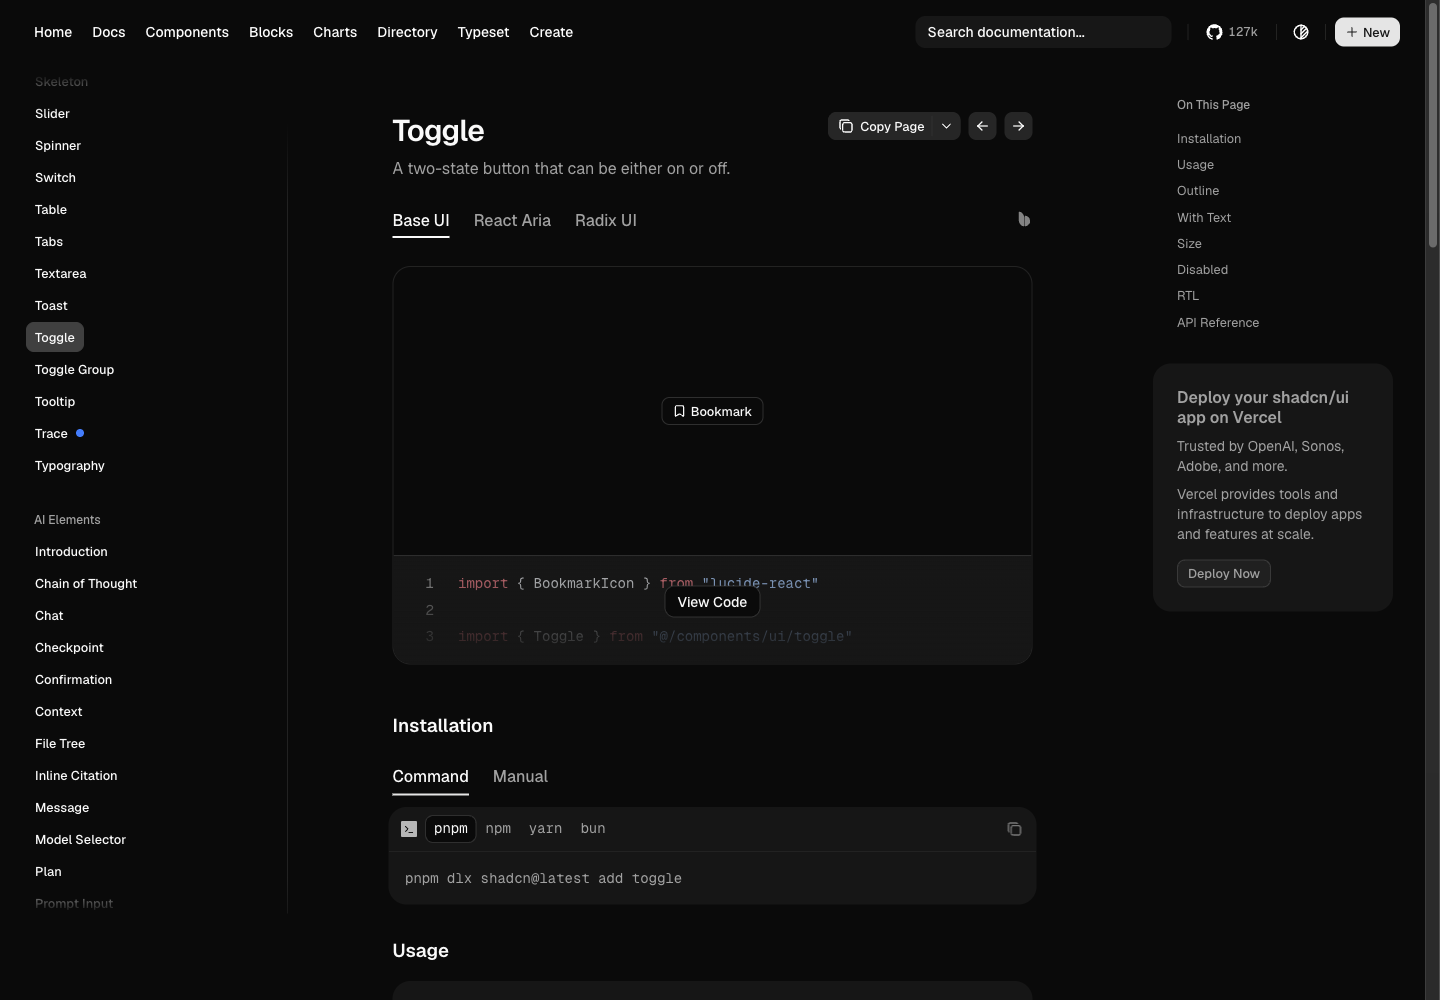 Home Docs Components Blocks Charts Directory Typeset Create
Search documentation...
127k
New
Skeleton
Slider
Spinner
Switch
Table
Tabs
Textarea
Toast
Toggle
Toggle Group
Tooltip
Trace
Typography
AI Elements
Introduction
Chain of Thought
Chat
Checkpoint
Confirmation
Context
File Tree
Inline Citation
Message
Model Selector
Plan
Prompt Input
Toggle
Copy Page
A two-state button that can be either on or off.
Base UI React Aria Radix UI
Bookmark
1 import { BookmarkIcon } from "lucide-react"
View Code
2
3 import { Toggle } from "@/components/ui/toggle"
Installation
Command Manual
pnpm npm yarn bun
pnpm dlx shadcn@latest add toggle
Usage
On This Page
Installation
Usage
Outline
With Text
Size
Disabled
RTL
API Reference
Deploy your shadcn/ui
app on Vercel
Trusted by OpenAI, Sonos,
Adobe, and more.
Vercel provides tools and
infrastructure to deploy apps
and features at scale.
Deploy Now